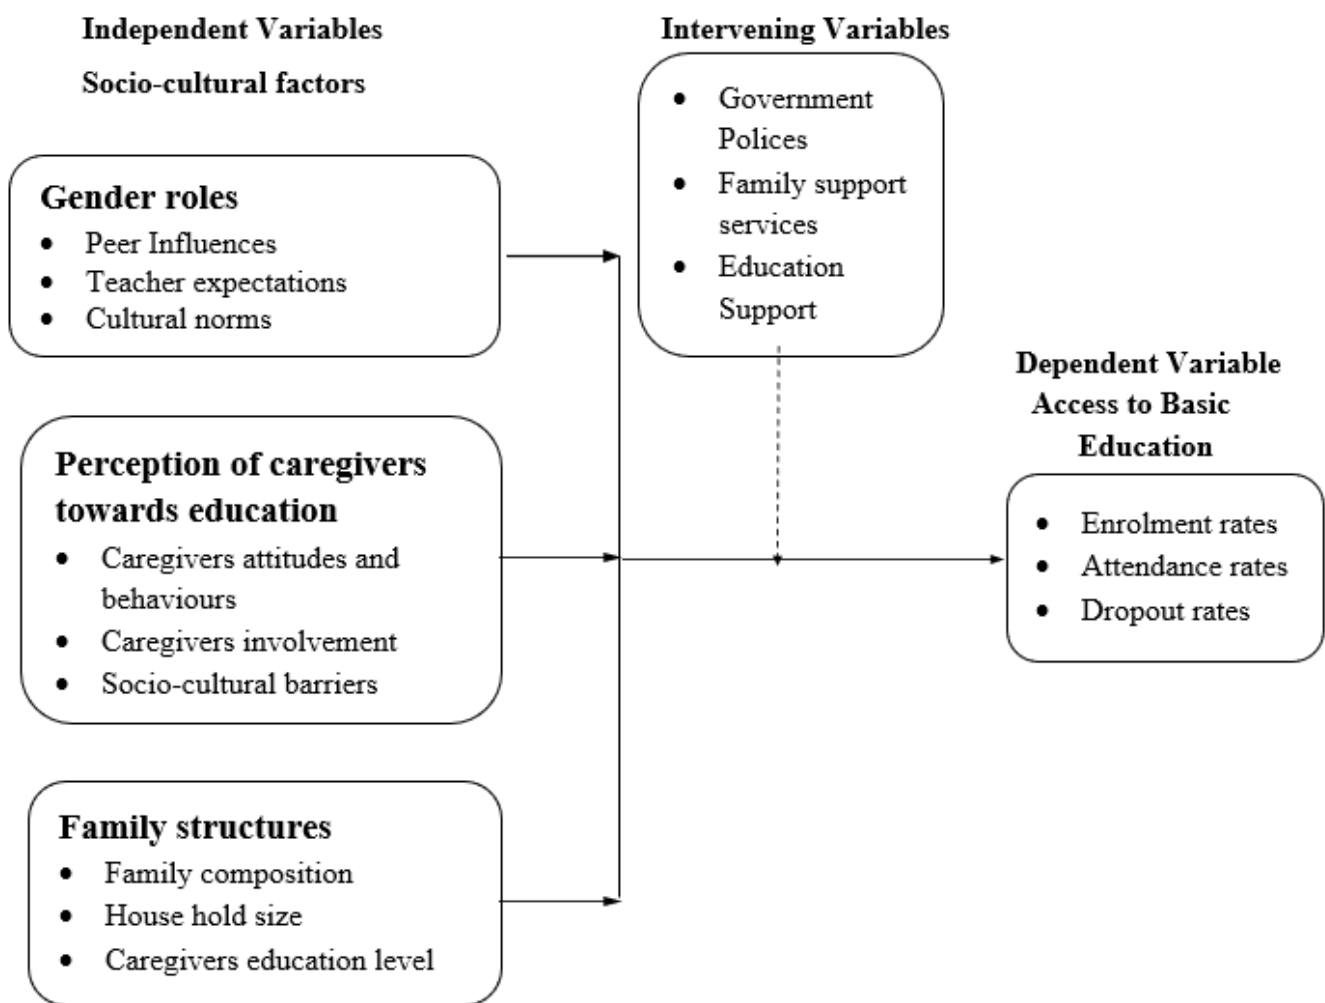 Independent Variables
Socio-cultural factors
Gender roles
• Peer Influences
• Teacher expectations
• Cultural norms
Perception of caregivers
towards education
• Caregivers attitudes and
behaviours
• Caregivers involvement
• Socio-cultural barriers
Family structures
• Family composition
• House hold size
• Caregivers education level
Intervening Variables
• Government
Polices
• Family support
services
• Education
Support
Dependent Variable
Access to Basic
Education
• Enrolment rates
• Attendance rates
• Dropout rates